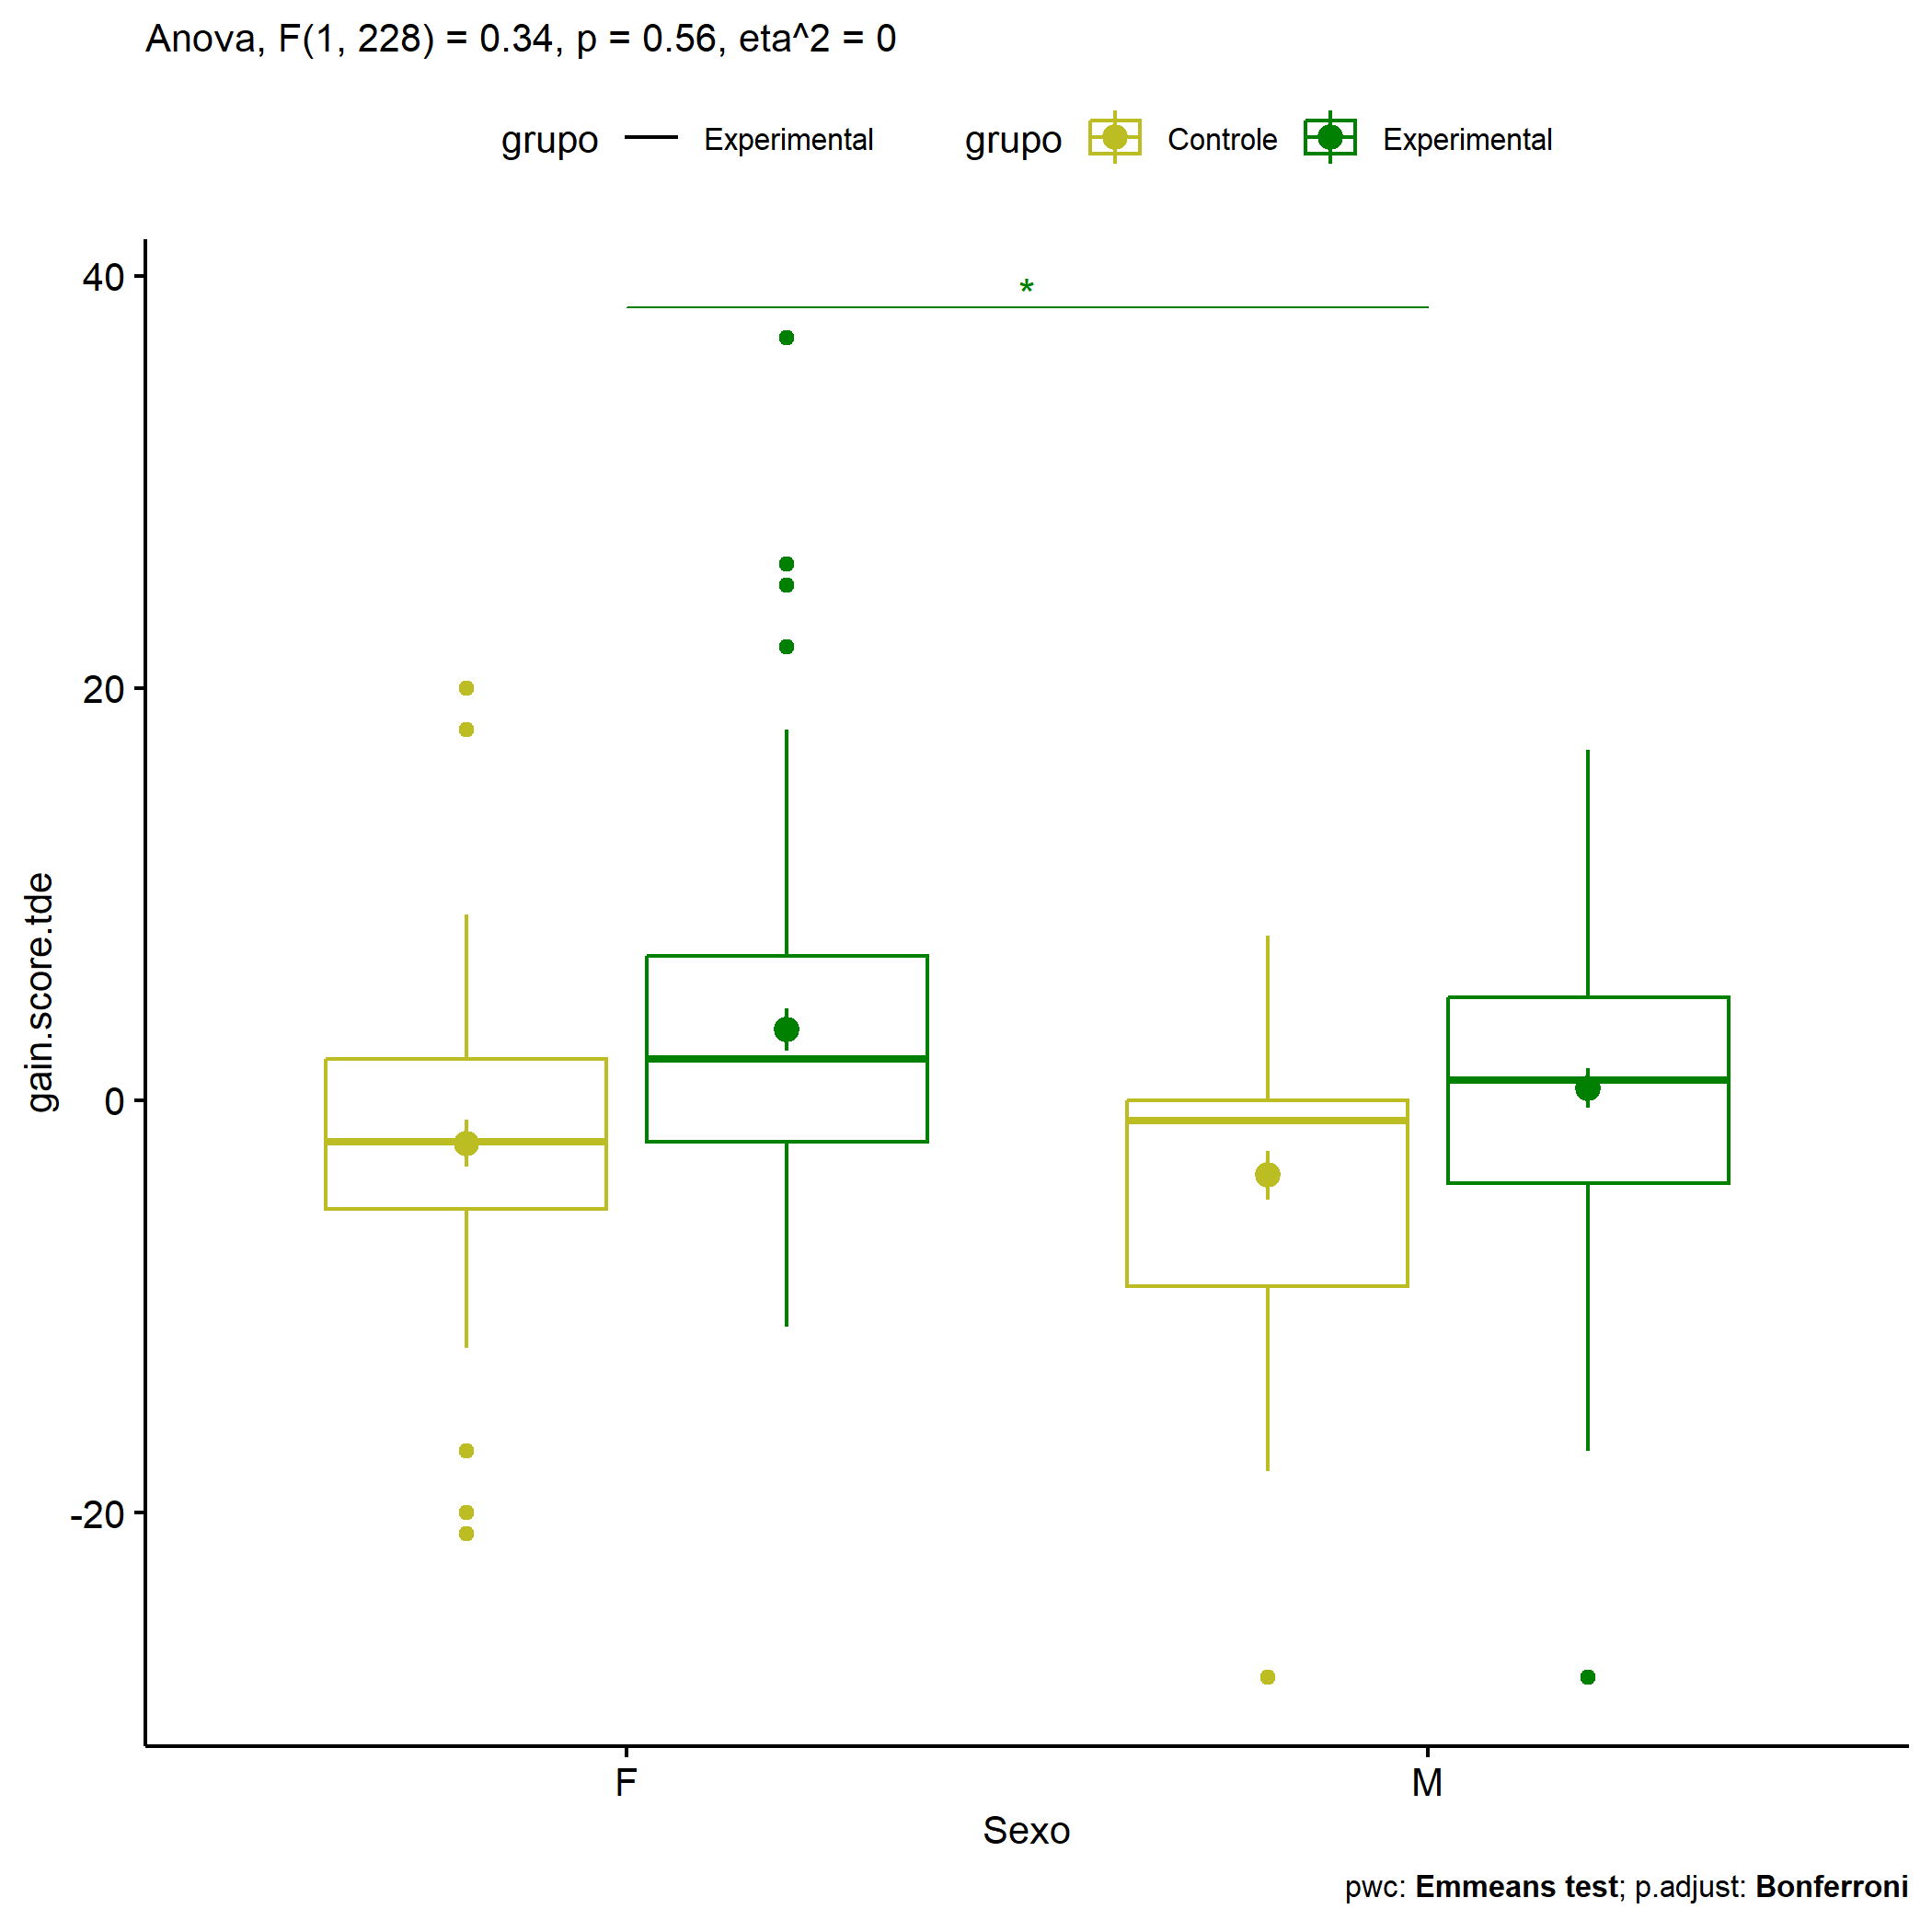 Anova, F(1, 228) = 0.34, p = 0.56, eta^2 = 0
grupo Experimental grupo Controle Experimental
40
*
20
0
-20
gain.score.tde
F M
Sexo
pwc: Emmeans test; p.adjust: Bonferroni